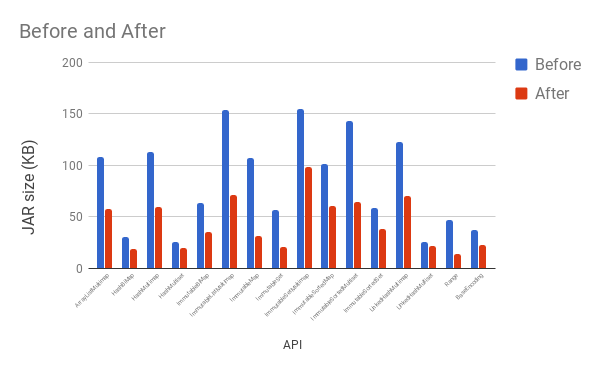 Before and After
200
150
100
50
0
JAR size (KB)
Before
After
ArrayListMultimap
HashBiMap
HashMultimap
HashMultiset
ImmutableBiMap
ImmutableListMultimap
ImmutableMap
ImmutableSet
ImmutableSetMultimap
ImmutableSortedMap
ImmutableSortedMultiset
ImmutableSortedSet
LinkedHashMultimap
LinkedHashMultiset
Range
BaseEncoding
API